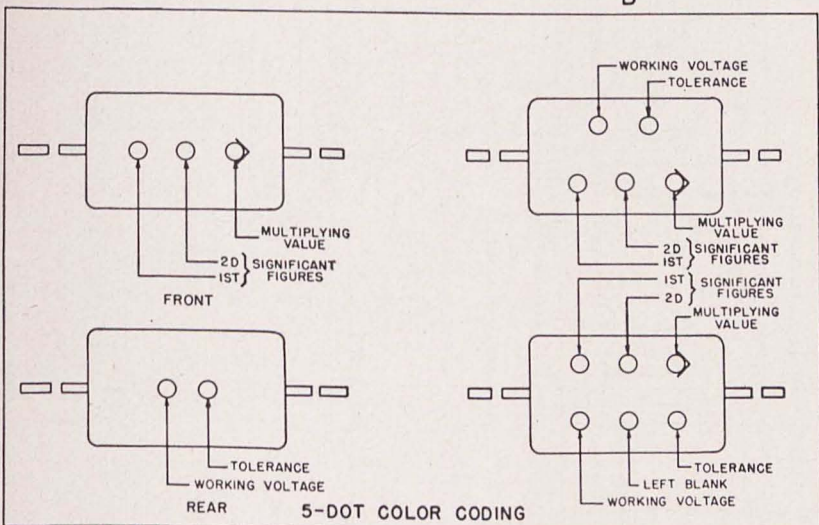 B
WORKING VOLTAGE
TOLERANCE
MULTIPLYING
VALUE
2D } SIGNIFICANT
1ST } FIGURES
FRONT
MULTIPLYING
VALUE
2D } SIGNIFICANT
1ST } FIGURES
1ST } SIGNIFICANT
2D } FIGURES
MULTIPLYING
VALUE
TOLERANCE
WORKING VOLTAGE
REAR
TOLERANCE
LEFT BLANK
WORKING VOLTAGE
5-DOT COLOR CODING